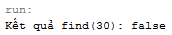 run:
Kết quả find(30): false